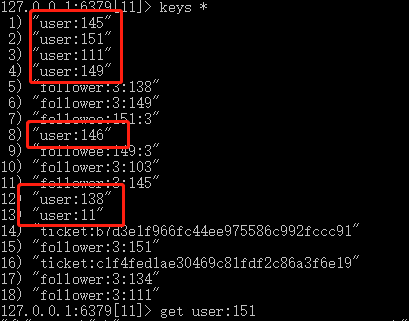 127.0.0.1:6379[11]> keys *
1) "user:145"
2) "user:151"
3) "user:111"
4) "user:149"
5) "follower:3:138"
6) "follower:3:149"
7) "followee:151:3"
8) "user:146"
9) "followee:149:3"
10) "follower:3:103"
11) "follower:3:145"
12) "user:138"
13) "user:11"
14) "ticket:b7d3e1f966fc44ee975586c992fccc91"
15) "follower:3:151"
16) "ticket:c1f4fed1ae30469c81fdf2c86a3f6e19"
17) "follower:3:134"
18) "follower:3:111"
127.0.0.1:6379[11]> get user:151